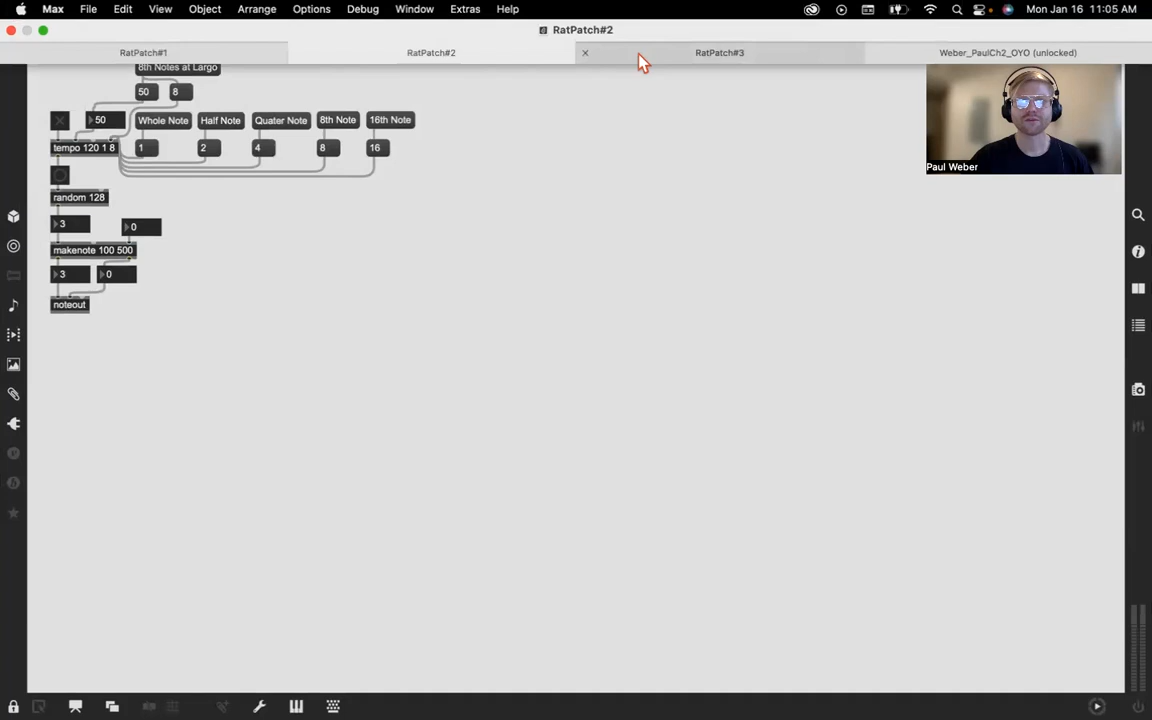 Max File Edit View Arrange Options Object Debug Window Extras Help Mon Jan 16 11:05 AM
RatPatch#2
RatPatch#1 RatPatch#2 RatPatch#3 Weber_PaulCh2_OYO (unlocked)
8th Notes at Largo
50 8
50 Whole Note Half Note Quater Note 8th Note 16th Note
tempo 120 1 8 1 2 4 8 16
Paul Weber
random 128
3 0
makenote 100 500
3 0
noteout